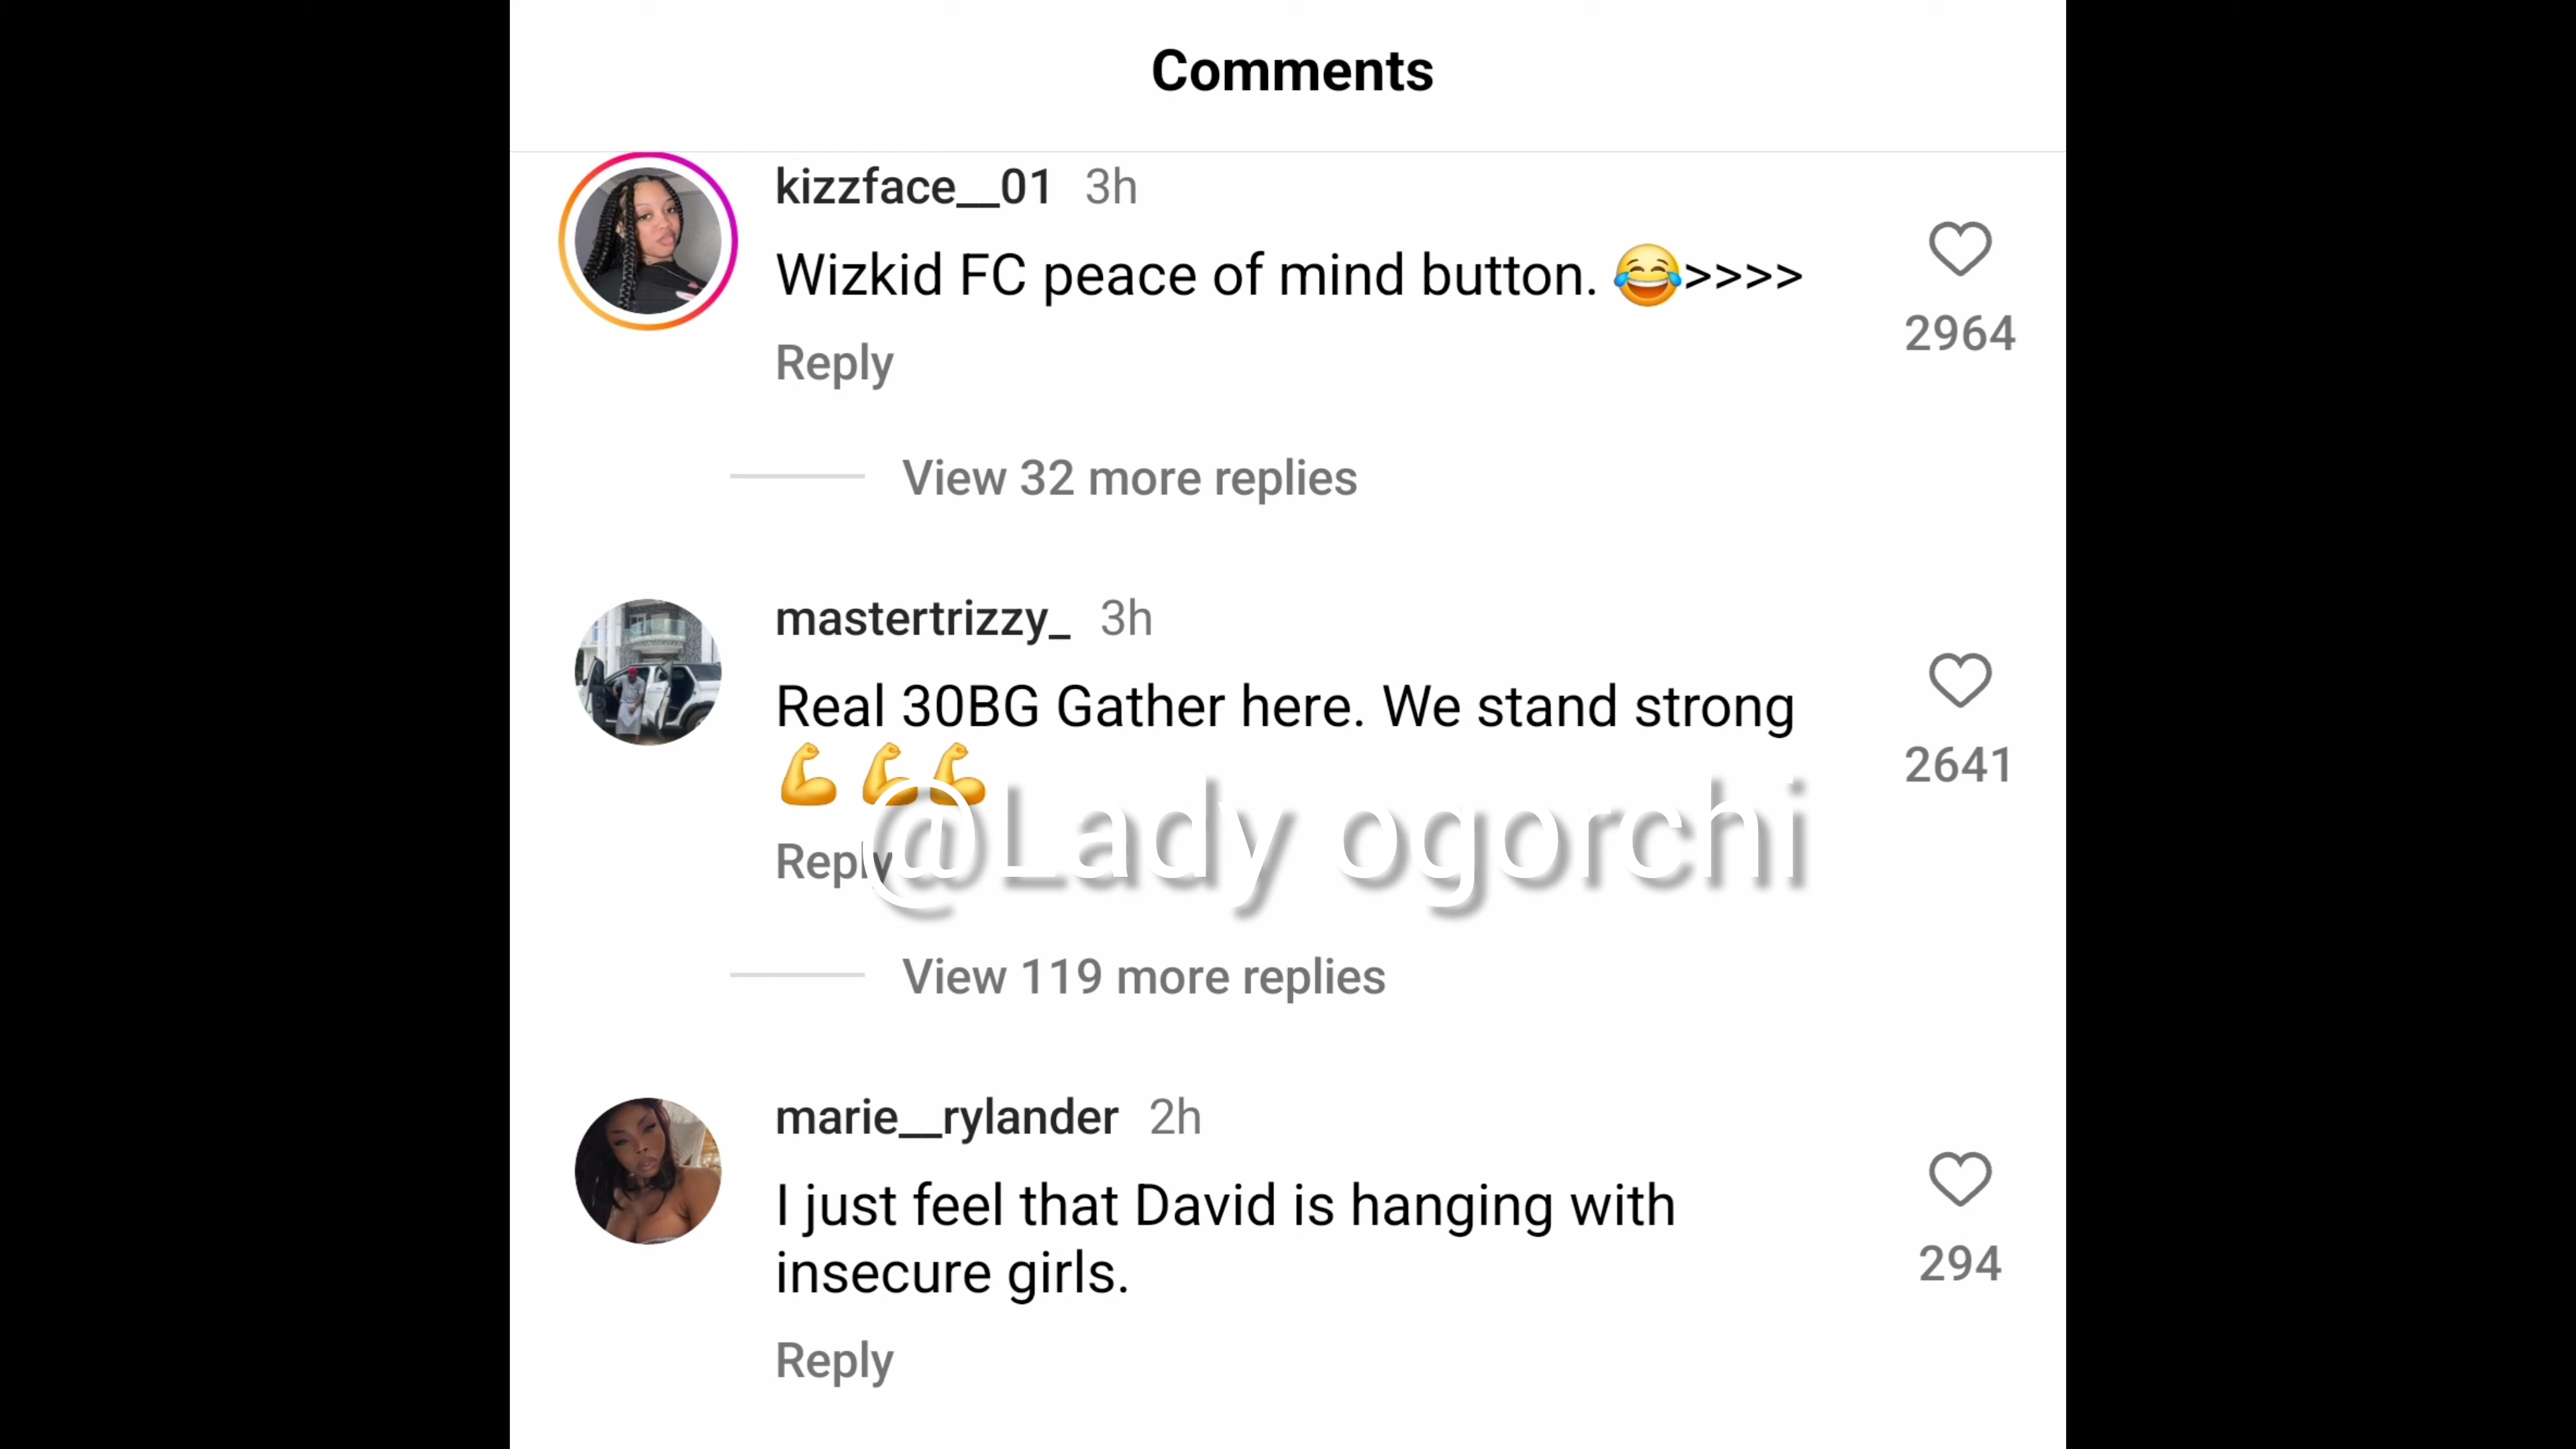 Comments
kizzface__01 3h
Wizkid FC peace of mind button. 😂>>>>
2964
Reply
View 32 more replies
mastertrizzy_ 3h
Real 30BG Gather here. We stand strong
💪 💪💪
2641
@Lady ogorchi
Reply
View 119 more replies
marie__rylander 2h
I just feel that David is hanging with
insecure girls.
294
Reply